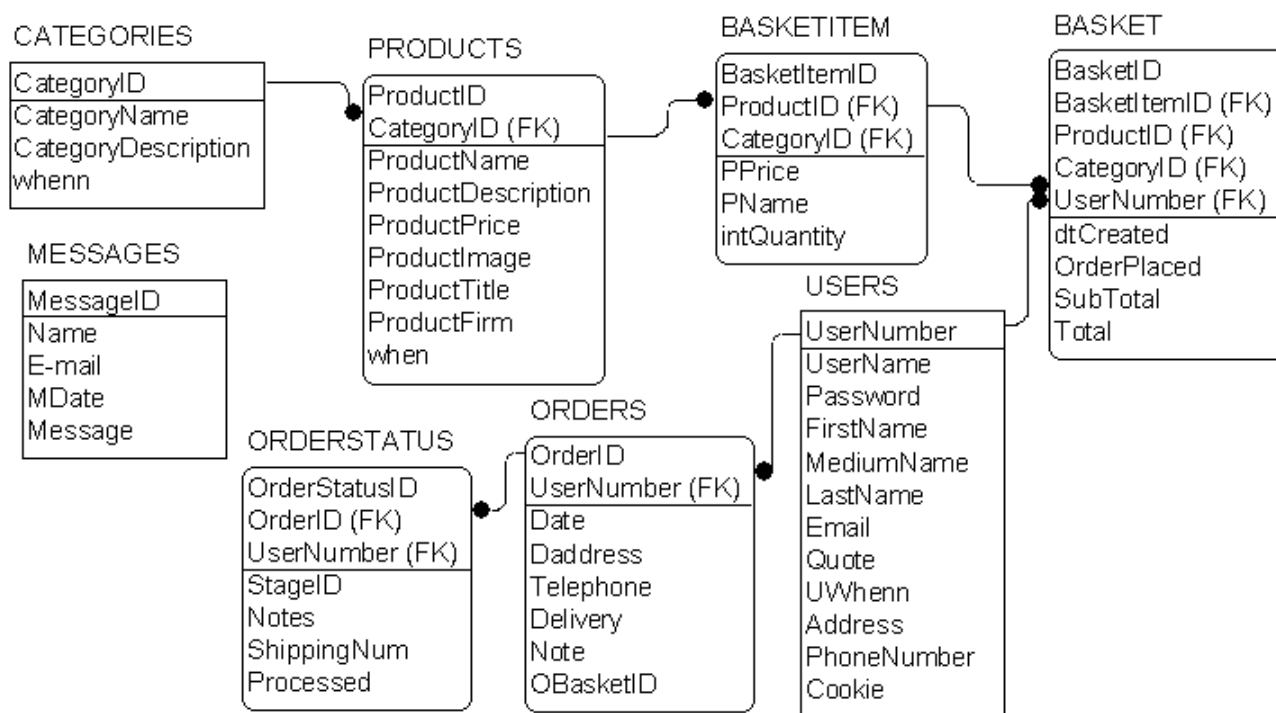 CATEGORIES
CategoryID
CategoryName
CategoryDescription
whenn
PRODUCTS
ProductID
CategoryID (FK)
ProductName
ProductDescription
ProductPrice
ProductImage
ProductTitle
ProductFirm
when
BASKETITEM
BasketItemID
ProductID (FK)
CategoryID (FK)
PPrice
PName
intQuantity
BASKET
BasketID
BasketItemID (FK)
ProductID (FK)
CategoryID (FK)
UserNumber (FK)
dtCreated
OrderPlaced
SubTotal
Total
MESSAGES
MessageID
Name
E-mail
MDate
Message
ORDERSTATUS
OrderStatusID
OrderID (FK)
UserNumber (FK)
StageID
Notes
ShippingNum
Processed
ORDERS
OrderID
UserNumber (FK)
Date
Daddress
Telephone
Delivery
Note
OBasketID
USERS
UserNumber
UserName
Password
FirstName
MediumName
LastName
Email
Quote
UWhenn
Address
PhoneNumber
Cookie